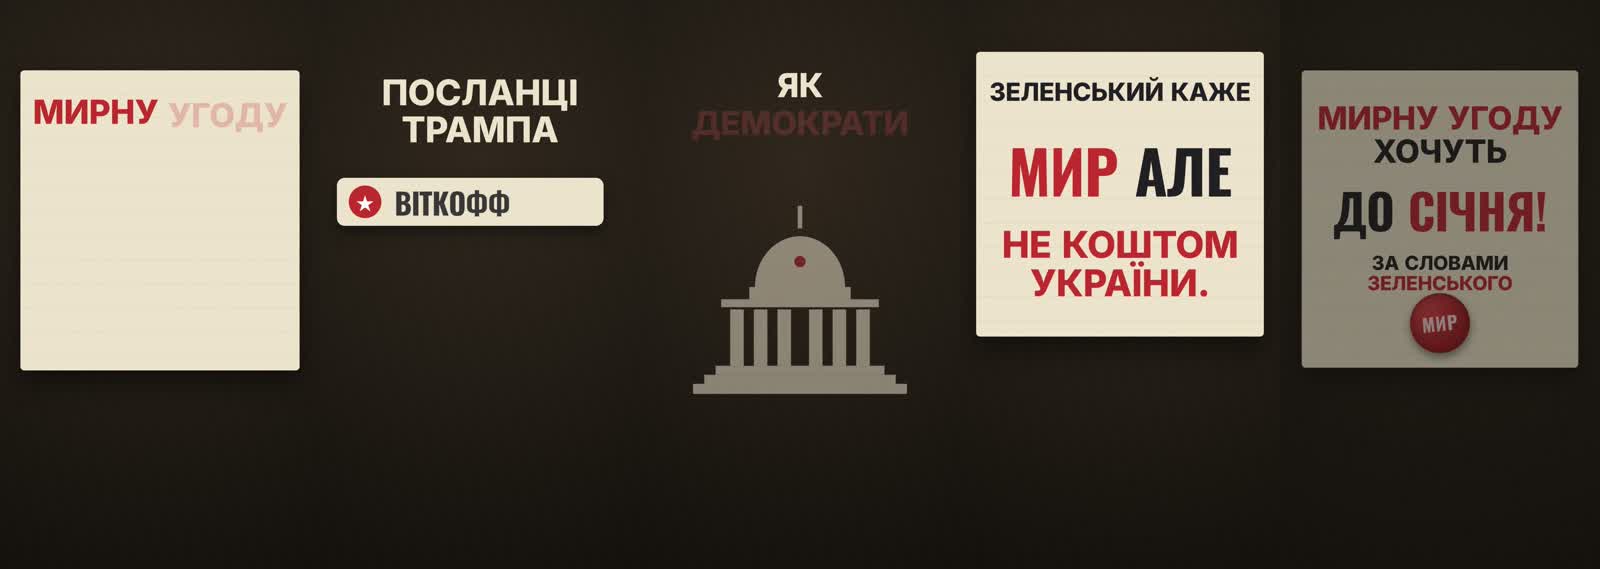 МИРНУ УГОДУ
ПОСЛАНЦІ
ТРАМПА
ВІТКОФФ
ЯК
ДЕМОКРАТИ
ЗЕЛЕНСЬКИЙ КАЖЕ
МИР АЛЕ
НЕ КОШТОМ
УКРАЇНИ.
МИРНУ УГОДУ
ХОЧУТЬ
ДО СІЧНЯ!
ЗА СЛОВАМИ
ЗЕЛЕНСЬКОГО
МИР